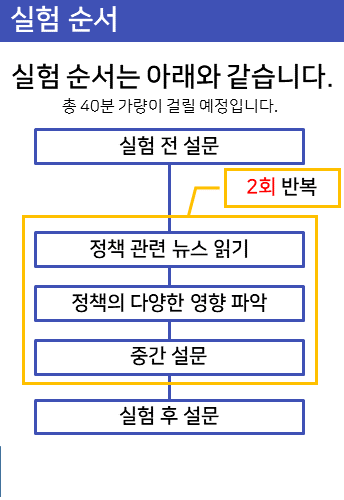 실험 순서
실험 순서는 아래와 같습니다.
총 40분 가량이 걸릴 예정입니다.
실험 전 설문
2회 반복
정책 관련 뉴스 읽기
정책의 다양한 영향 파악
중간 설문
실험 후 설문